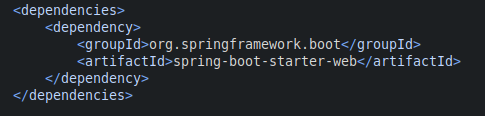 <dependencies>
    <dependency>
        <groupId>org.springframework.boot</groupId>
        <artifactId>spring-boot-starter-web</artifactId>
    </dependency>
</dependencies>